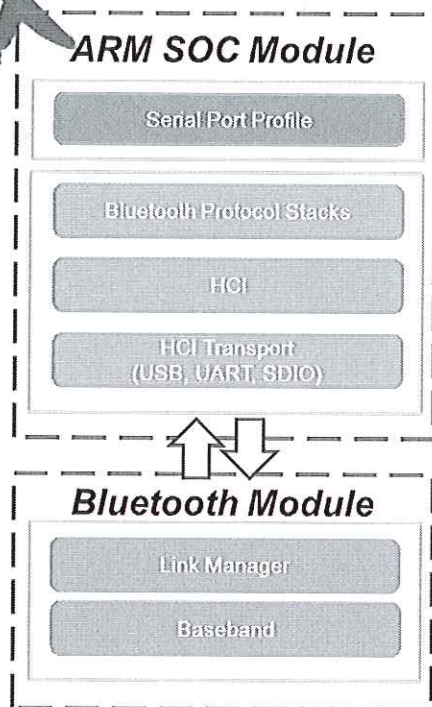 ARM SOC Module
Serial Port Profile
Bluetooth Protocol Stacks
HCI
HCI Transport
(USB, UART, SDIO)
Bluetooth Module
Link Manager
Baseband